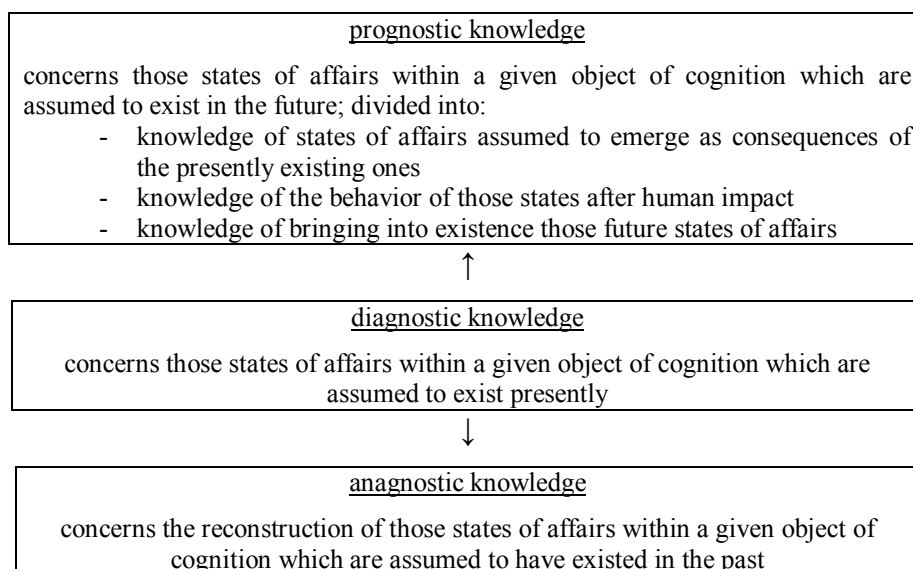 prognostic knowledge
concerns those states of affairs within a given object of cognition which are
assumed to exist in the future; divided into:
- knowledge of states of affairs assumed to emerge as consequences of
the presently existing ones
- knowledge of the behavior of those states after human impact
- knowledge of bringing into existence those future states of affairs
↑
diagnostic knowledge
concerns those states of affairs within a given object of cognition which are
assumed to exist presently
↓
anagnostic knowledge
concerns the reconstruction of those states of affairs within a given object of
cognition which are assumed to have existed in the past